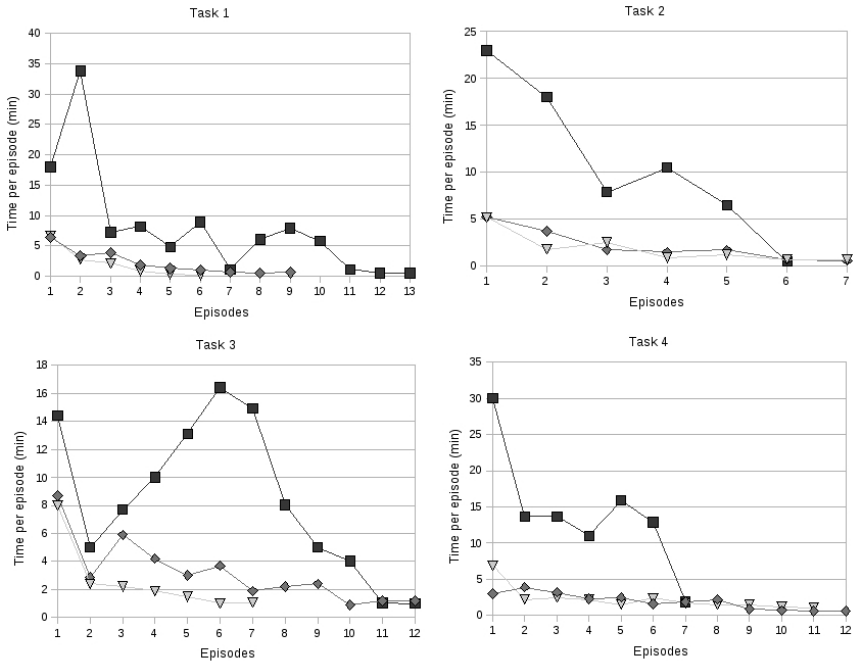 Task 1
Time per episode (min)
40
35
30
25
20
15
10
5
0
1 2 3 4 5 6 7 8 9 10 11 12 13
Episodes
Task 2
Time per episode (min)
25
20
15
10
5
0
1 2 3 4 5 6 7
Episodes
Task 3
Time per episode (min)
18
16
14
12
10
8
6
4
2
0
1 2 3 4 5 6 7 8 9 10 11 12
Episodes
Task 4
Time per episode (min)
35
30
25
20
15
10
5
0
1 2 3 4 5 6 7 8 9 10 11 12
Episodes